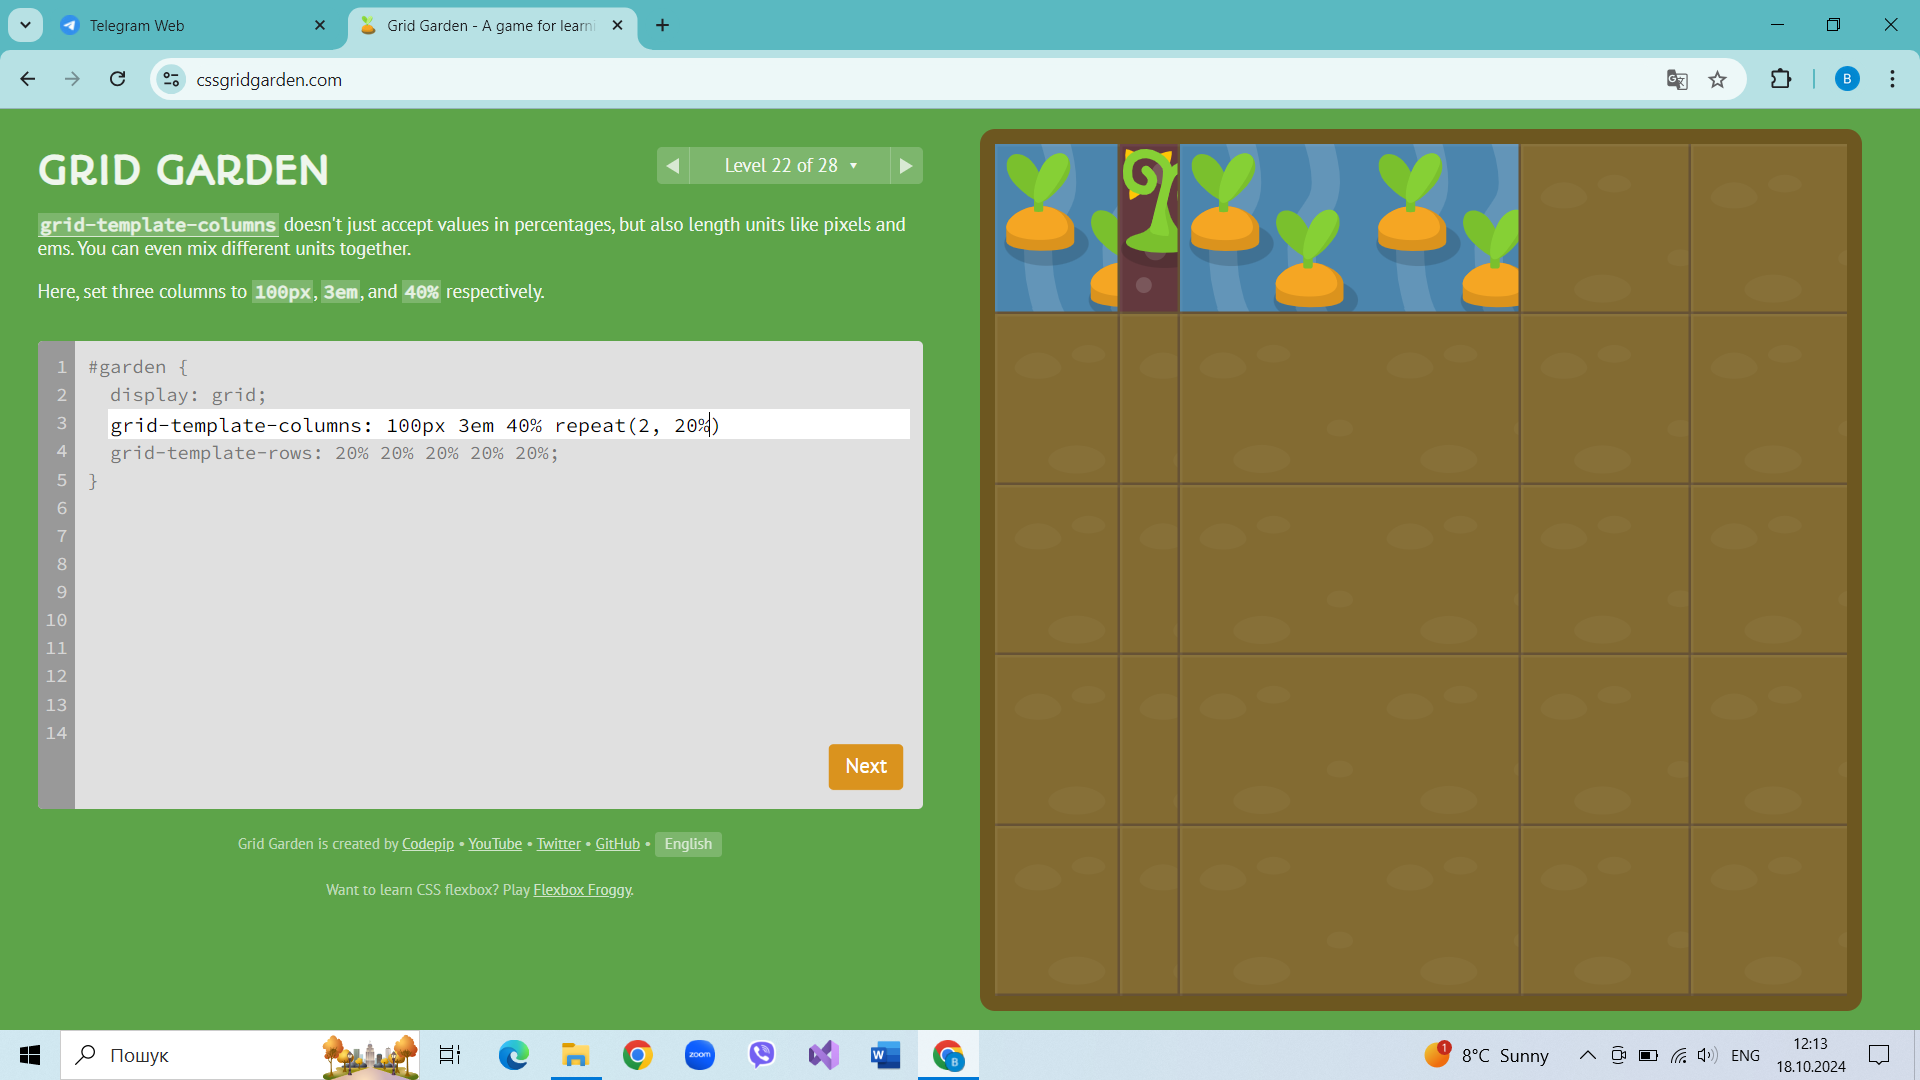 Telegram Web
Grid Garden - A game for learni
cssgridgarden.com
B
GRID GARDEN
Level 22 of 28
grid-template-columns doesn't just accept values in percentages, but also length units like pixels and
ems. You can even mix different units together.
Here, set three columns to 100px, 3em, and 40% respectively.
1 #garden {
2 display: grid;
3 grid-template-columns: 100px 3em 40% repeat(2, 20%)
4 grid-template-rows: 20% 20% 20% 20% 20%;
5 }
6
7
8
9
10
11
12
13
14
Next
Grid Garden is created by Codepip • YouTube • Twitter • GitHub • English
Want to learn CSS flexbox? Play Flexbox Froggy.
Пошук
zoom
W
B
1
8°C Sunny
ENG
12:13
18.10.2024